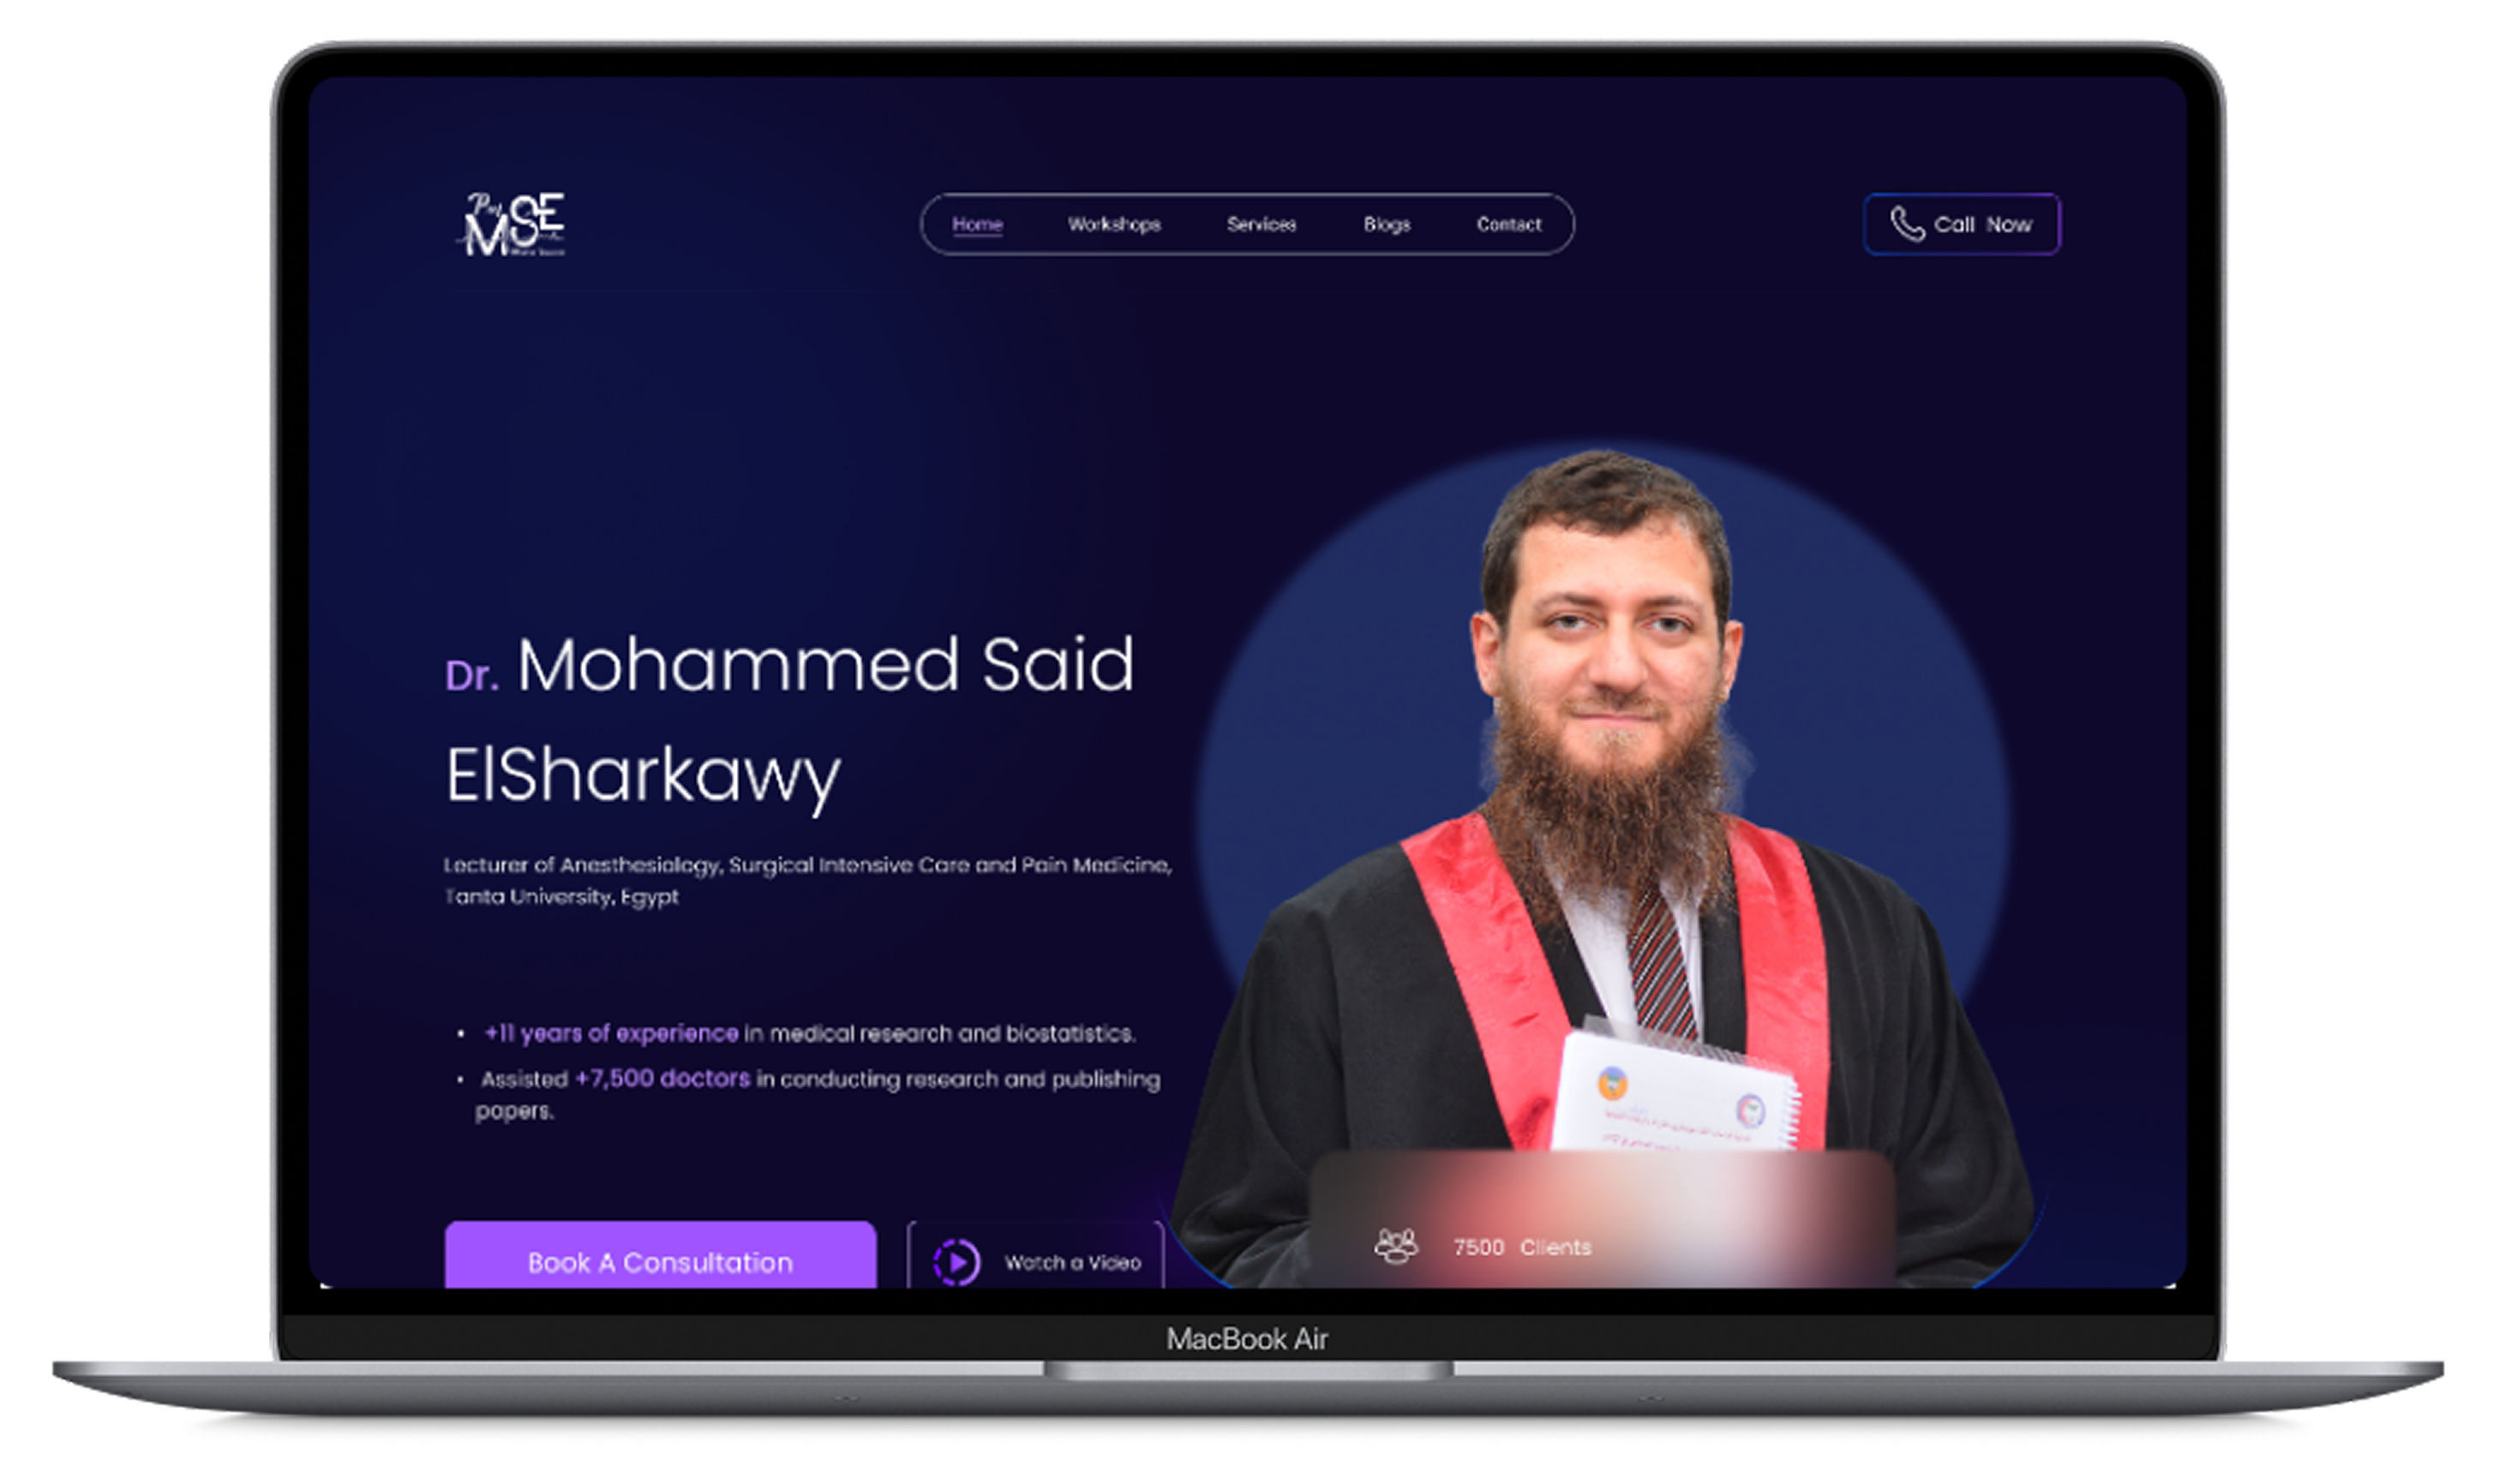 MSE
Home Workshops Services Blogs Contact
Call Now
Dr. Mohammed Said
ElSharkawy
Lecturer of Anesthesiology, Surgical Intensive Care and Pain Medicine,
Tanta University, Egypt
• +11 years of experience in medical research and biostatistics.
• Assisted +7,500 doctors in conducting research and publishing
papers.
Book A Consultation
Watch a Video
7500 Clients
MacBook Air